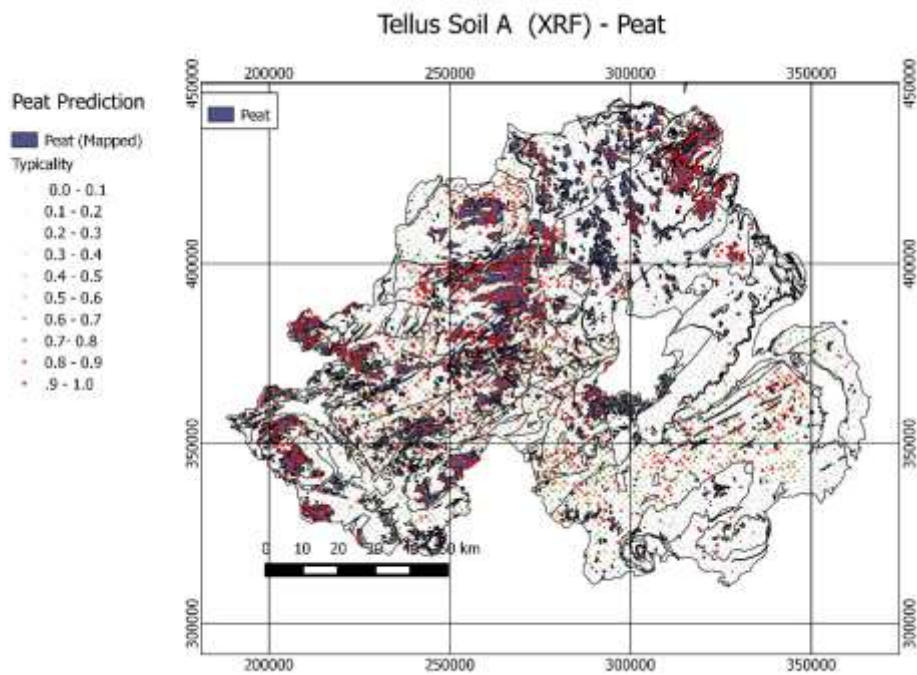 Tellus Soil A (XRF) - Peat
200000 250000 300000 350000
450000 450000
Peat Prediction
Peat
Peat (Mapped)
Typicality
0.0 - 0.1
0.1 - 0.2
0.2 - 0.3
0.3 - 0.4
0.4 - 0.5
0.5 - 0.6
0.6 - 0.7
0.7- 0.8
0.8 - 0.9
.9 - 1.0
400000 400000
350000 350000
0 10 20 30 40 50 km
300000 300000
200000 250000 300000 350000